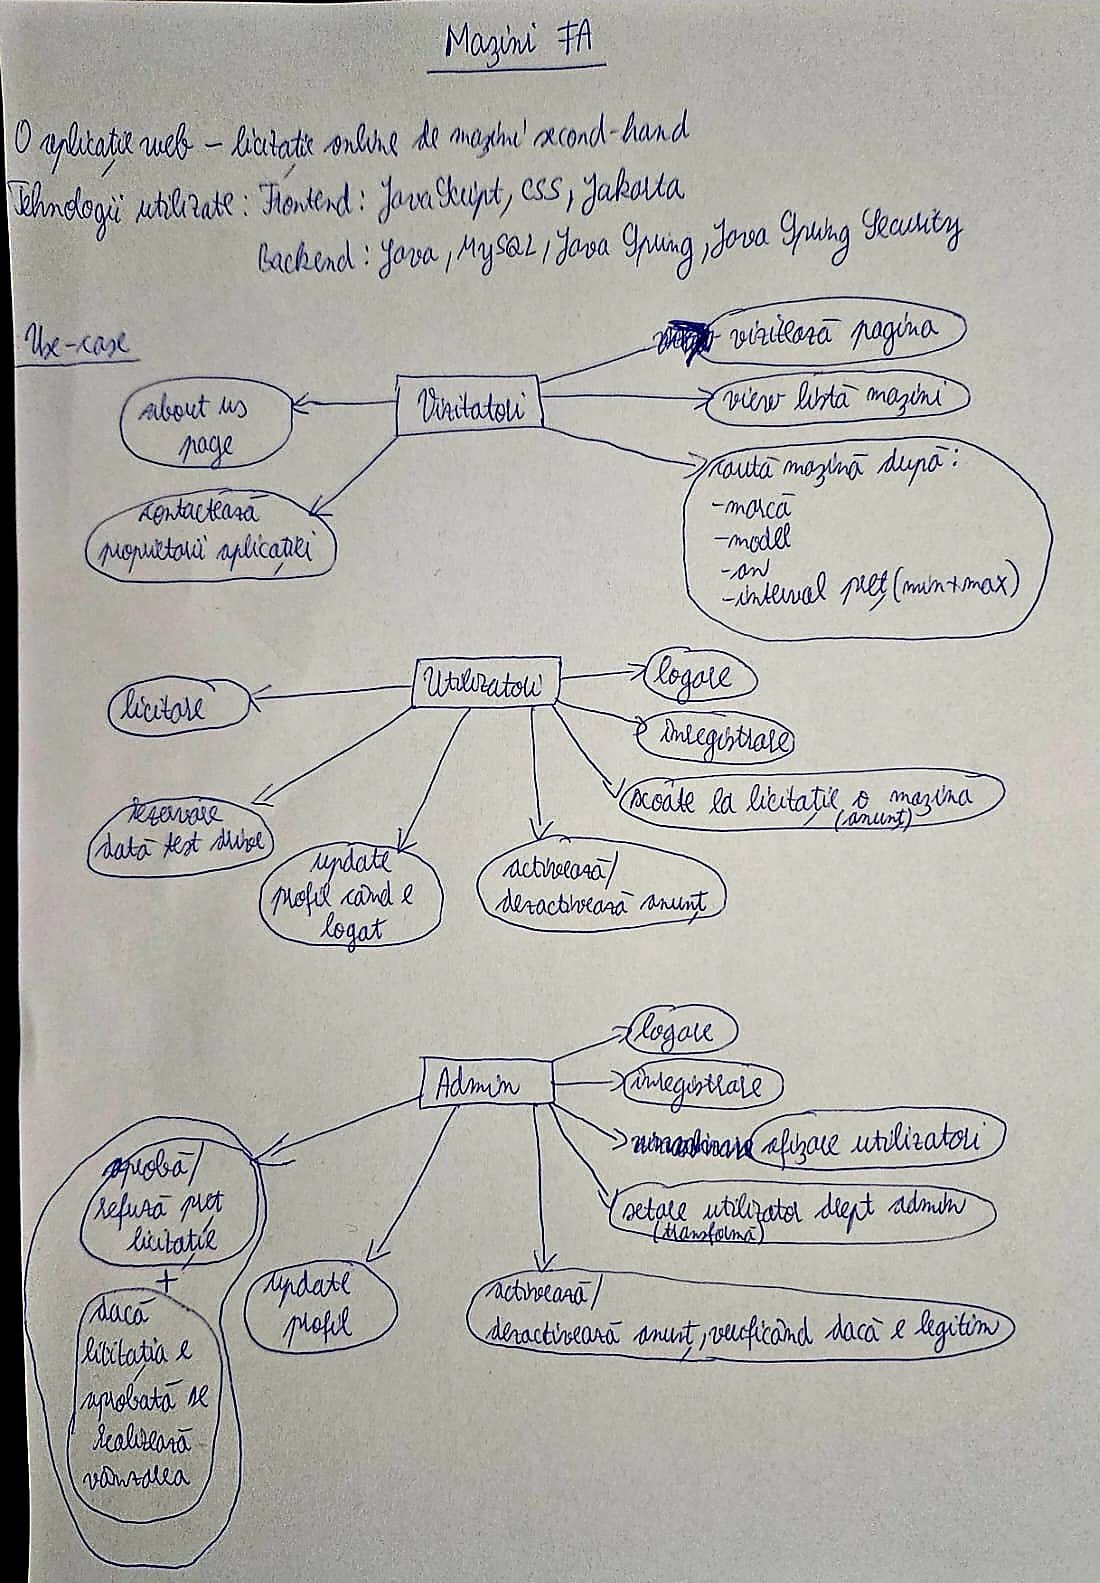 Mașini FA
O aplicație web – licitație online de mașini second-hand
Tehnologii utilizate: Frontend: JavaScript, CSS, Jakarta
Backend: Java, MySQL, Java Spring, Java Spring Security
Use-case
Vizitatori
vizitează pagina
view listă mașini
caută mașină după:
-marcă
-model
-an
-interval preț (min+max)
about us
page
contactează
proprietarii aplicației
Utilizatori
logare
înregistrare
scoate la licitație o mașina
(anunț)
licitare
rezervare
dată test drive
update
profil când e
logat
activează/
dezactivează anunț
Admin
logare
înregistrare
afișare utilizatori
setare utilizator drept admin
(transformă)
aprobă/
refuză preț
licitație
+
dacă
licitația e
aprobată se
realizează
vânzarea
update
profil
activează/
dezactivează anunț, verificând dacă e legitim